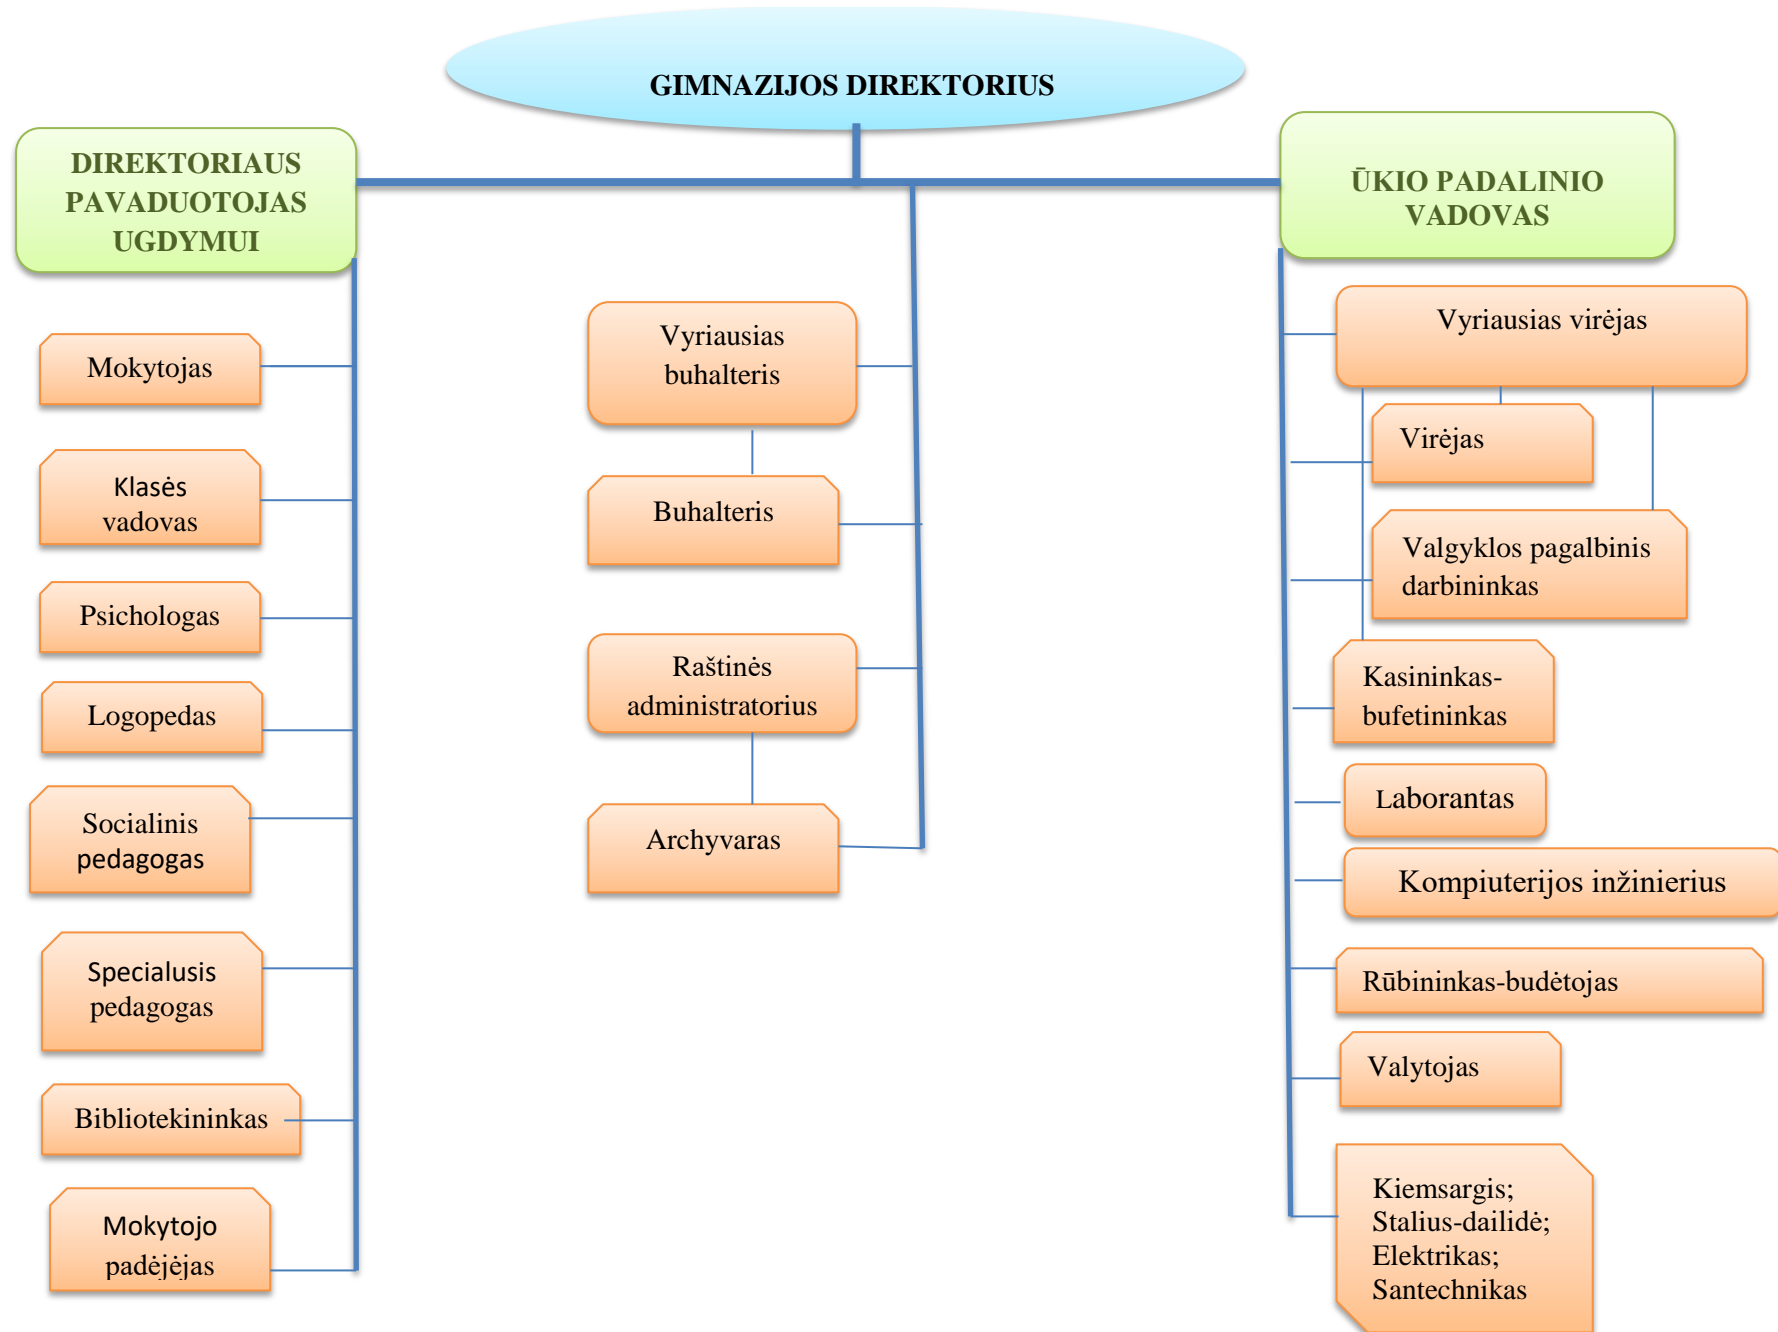 GIMNAZIJOS DIREKTORIUS
DIREKTORIAUS
PAVADUOTOJAS
UGDYMUI
Mokytojas
Klasės
vadovas
Psichologas
Logopedas
Socialinis
pedagogas
Specialusis
pedagogas
Bibliotekininkas
Mokytojo
padėjėjas
Vyriausias
buhalteris
Buhalteris
Raštinės
administratorius
Archyvaras
ŪKIO PADALINIO
VADOVAS
Vyriausias virėjas
Virėjas
Valgyklos pagalbinis
darbininkas
Kasininkas-
bufetininkas
Laborantas
Kompiuterijos inžinierius
Rūbininkas-budėtojas
Valytojas
Kiemsargis;
Stalius-dailidė;
Elektrikas;
Santechnikas